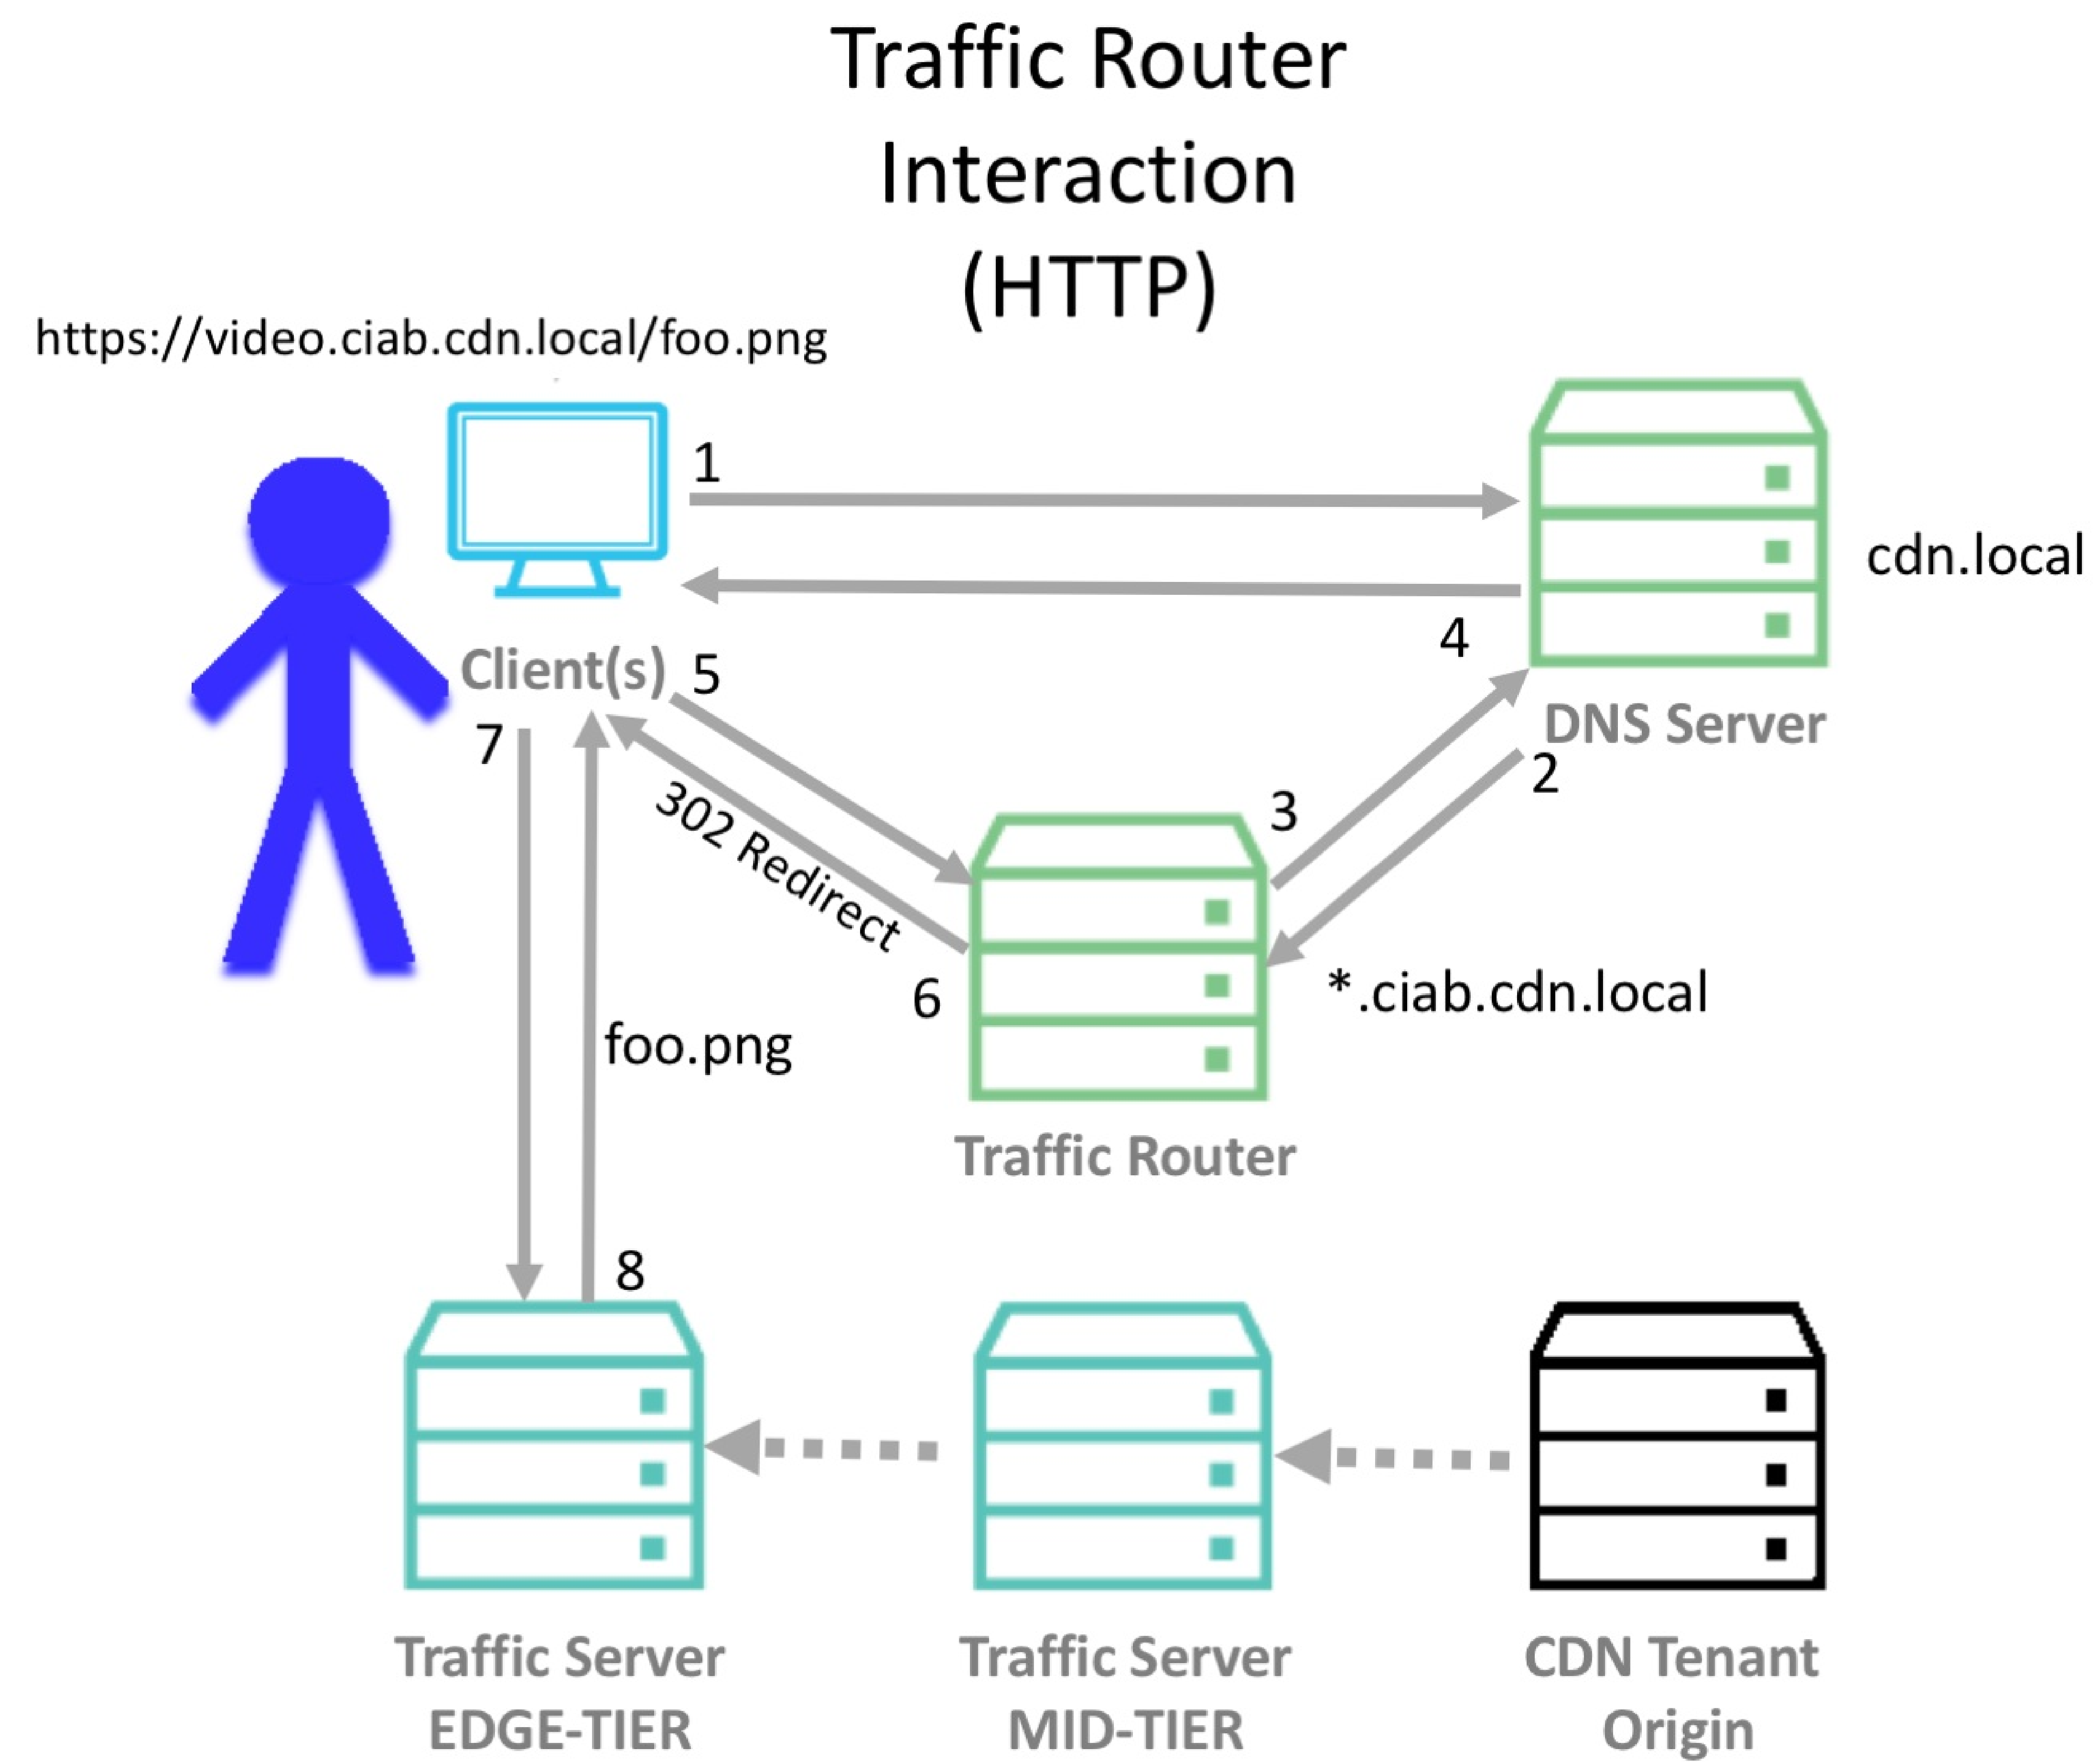 Traffic Router
Interaction
(HTTP)
https://video.ciab.cdn.local/foo.png
1
cdn.local
4
Client(s)
5
DNS Server
7
2
3
302 Redirect
6
*.ciab.cdn.local
foo.png
Traffic Router
8
Traffic Server
EDGE-TIER
Traffic Server
MID-TIER
CDN Tenant
Origin